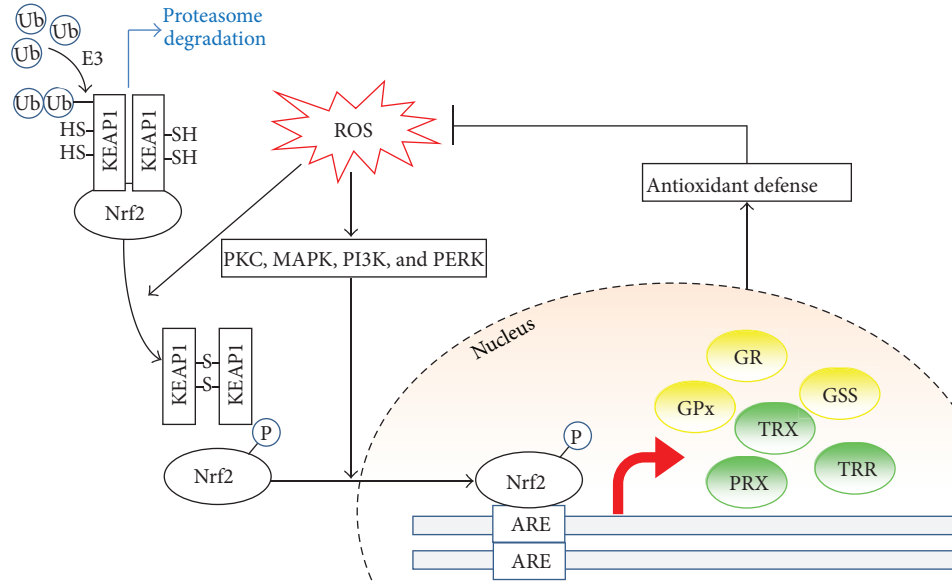 Ub
Ub
Ub
E3
Proteasome
degradation
Ub Ub
HS
HS
KEAP1
KEAP1
SH
SH
Nrf2
ROS
Antioxidant defense
PKC, MAPK, PI3K, and PERK
Nucleus
KEAP1
S
S
KEAP1
P
Nrf2
GR
GPx
GSS
TRX
TRR
PRX
P
Nrf2
ARE
ARE